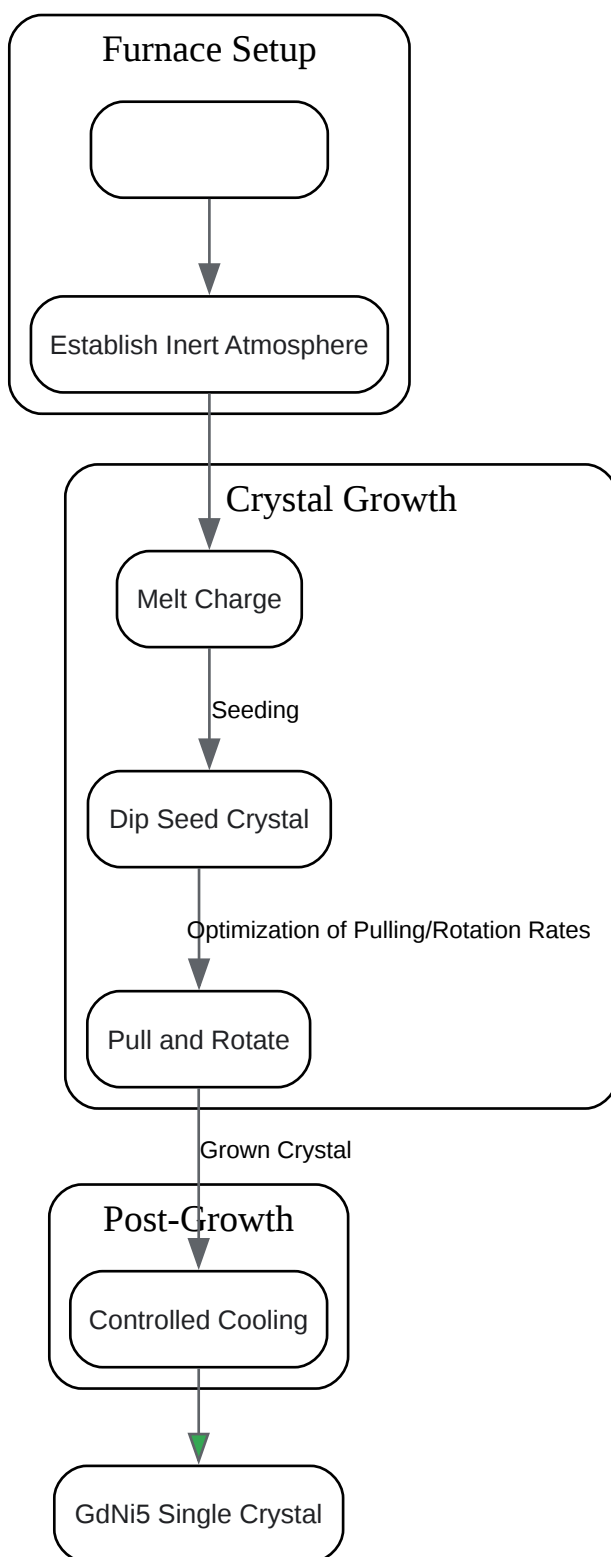 Furnace Setup
Establish Inert Atmosphere
Crystal Growth
Melt Charge
Seeding
Dip Seed Crystal
Optimization of Pulling/Rotation Rates
Pull and Rotate
Grown Crystal
Post-Growth
Controlled Cooling
GdNi5 Single Crystal